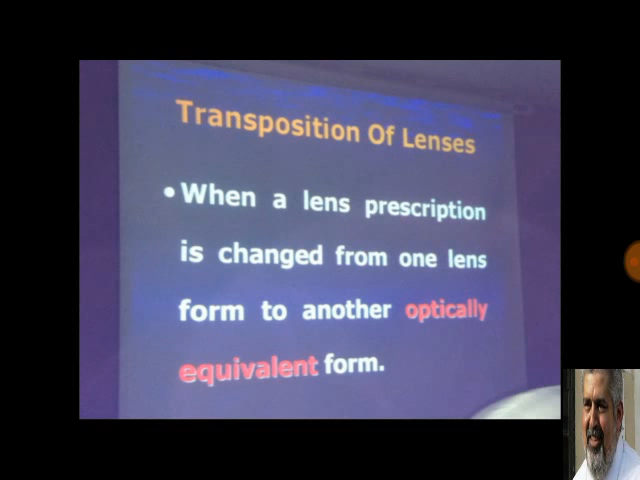 Transposition Of Lenses
• When a lens prescription
is changed from one lens
form to another optically
equivalent form.